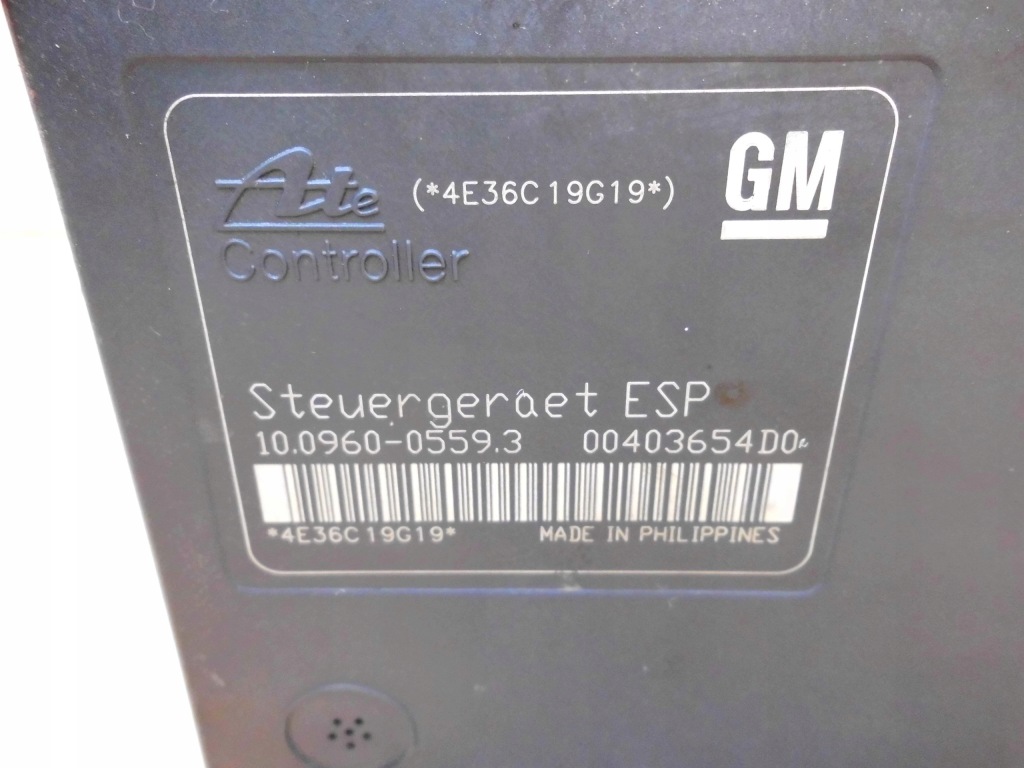 Ate (*4E36C19G19*) GM
Controller
Steuergeraet ESP
10.0960-0559.3 00403654D0
*4E36C19G19* MADE IN PHILIPPINES